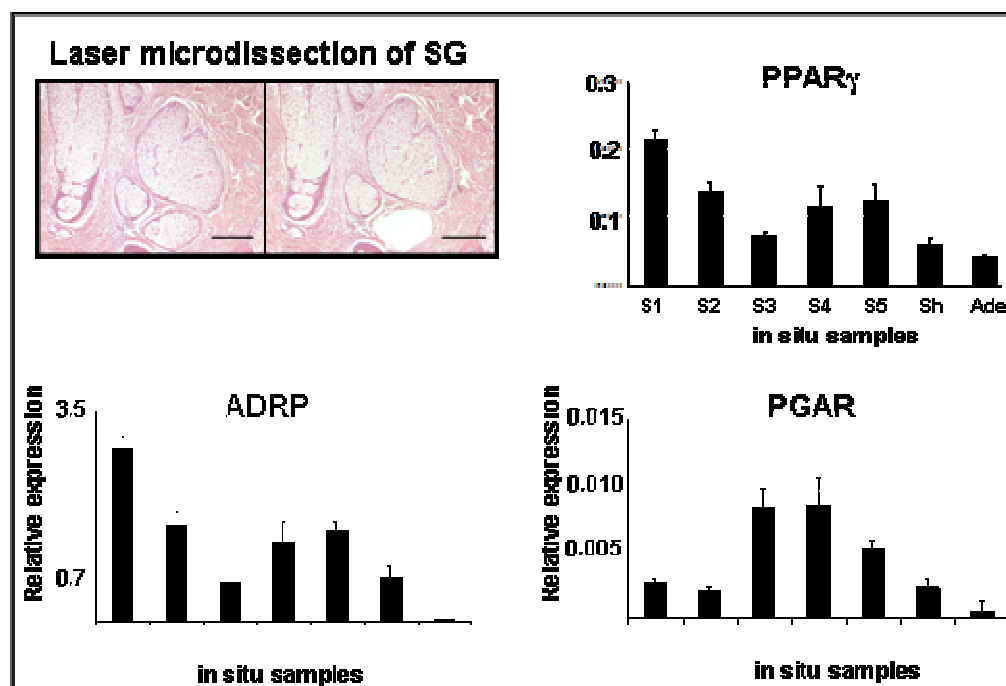 Laser microdissection of SG
PPARγ
0.3
0.2
0.1
S1 S2 S3 S4 S5 Sh Ade
in situ samples
ADRP
Relative expression
3.5
0.7
in situ samples
PGAR
Relative expression
0.015
0.010
0.005
in situ samples